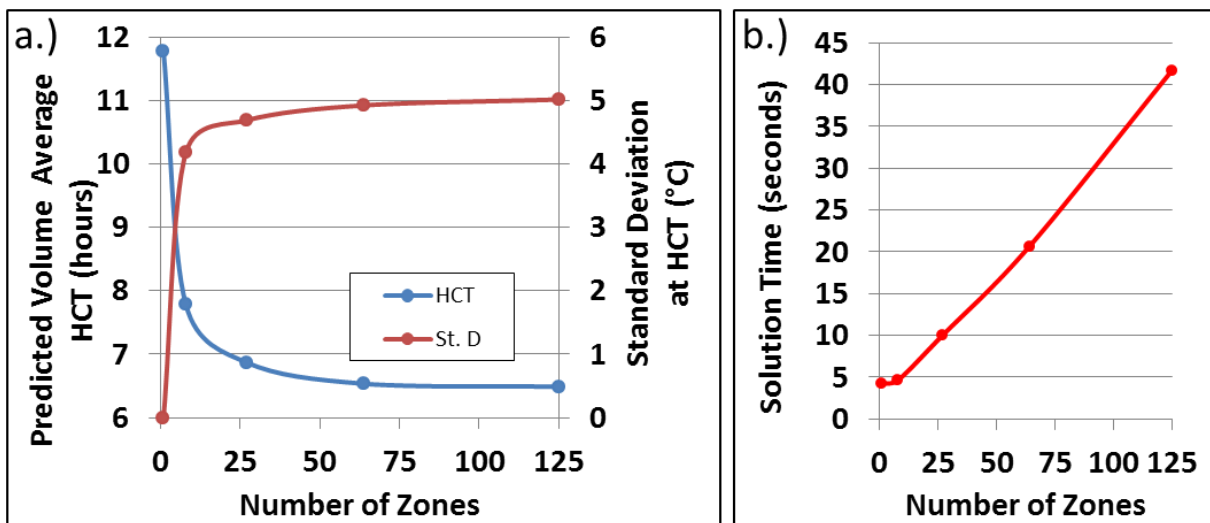 a.)
Predicted Volume Average
HCT (hours)
12
11
10
9
8
7
6
6
5
4
3
2
1
0
Standard Deviation
at HCT (°C)
HCT
St. D
0 25 50 75 100 125
Number of Zones
b.)
Solution Time (seconds)
45
40
35
30
25
20
15
10
5
0
0 25 50 75 100 125
Number of Zones